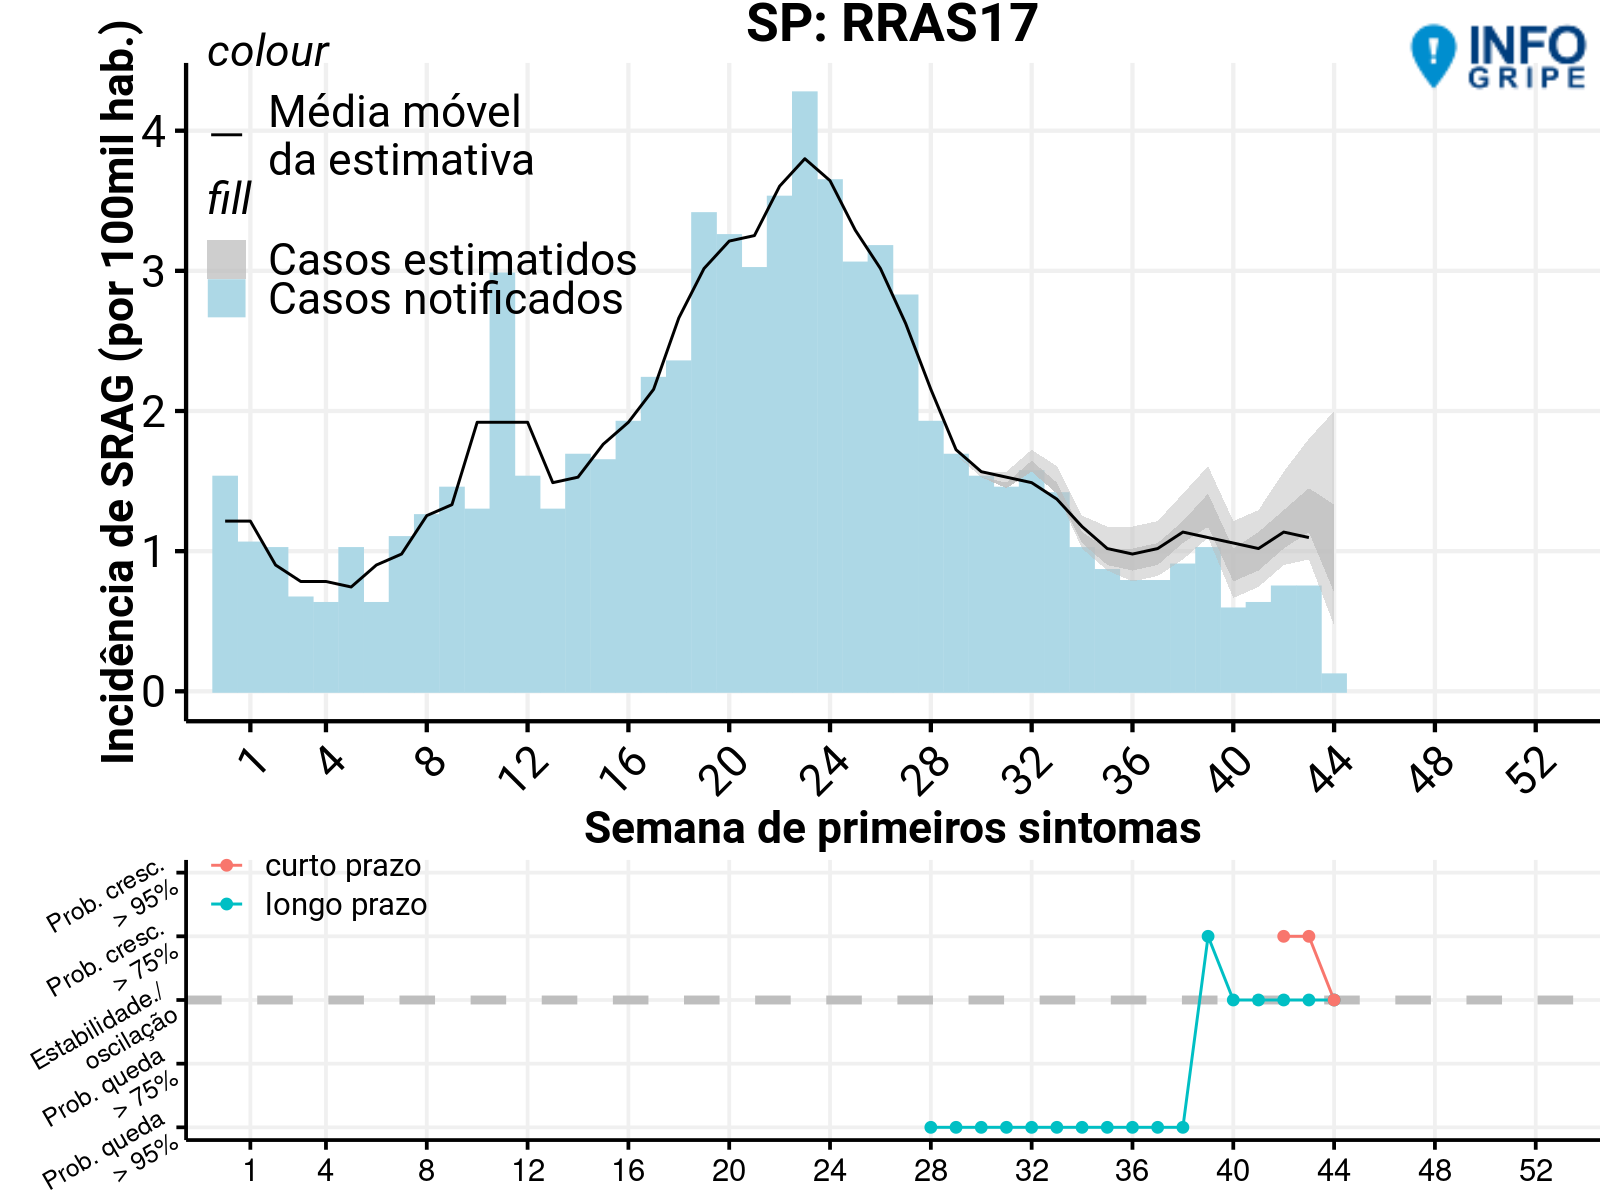 SP: RRAS17
INFO
GRIPE
colour
Média móvel
da estimativa
fill
Casos estimatidos
Casos notificados
Incidência de SRAG (por 100mil hab.)
4
3
2
1
0
1 4 8 12 16 20 24 28 32 36 40 44 48 52
Semana de primeiros sintomas
curto prazo
longo prazo
Prob. cresc.
> 95%
Prob. cresc.
> 75%
Estabilidade./
oscilação
Prob. queda
> 75%
Prob. queda
> 95%
1 4 8 12 16 20 24 28 32 36 40 44 48 52